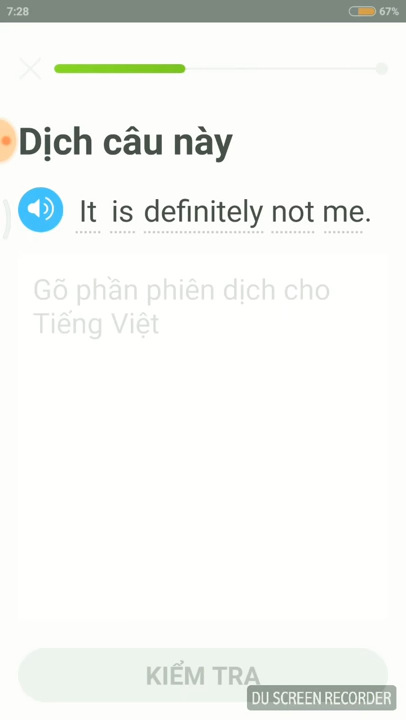 7:28 67%
Dịch câu này
It is definitely not me.
Gõ phần phiên dịch cho
Tiếng Việt
KIỂM TRA
DU SCREEN RECORDER